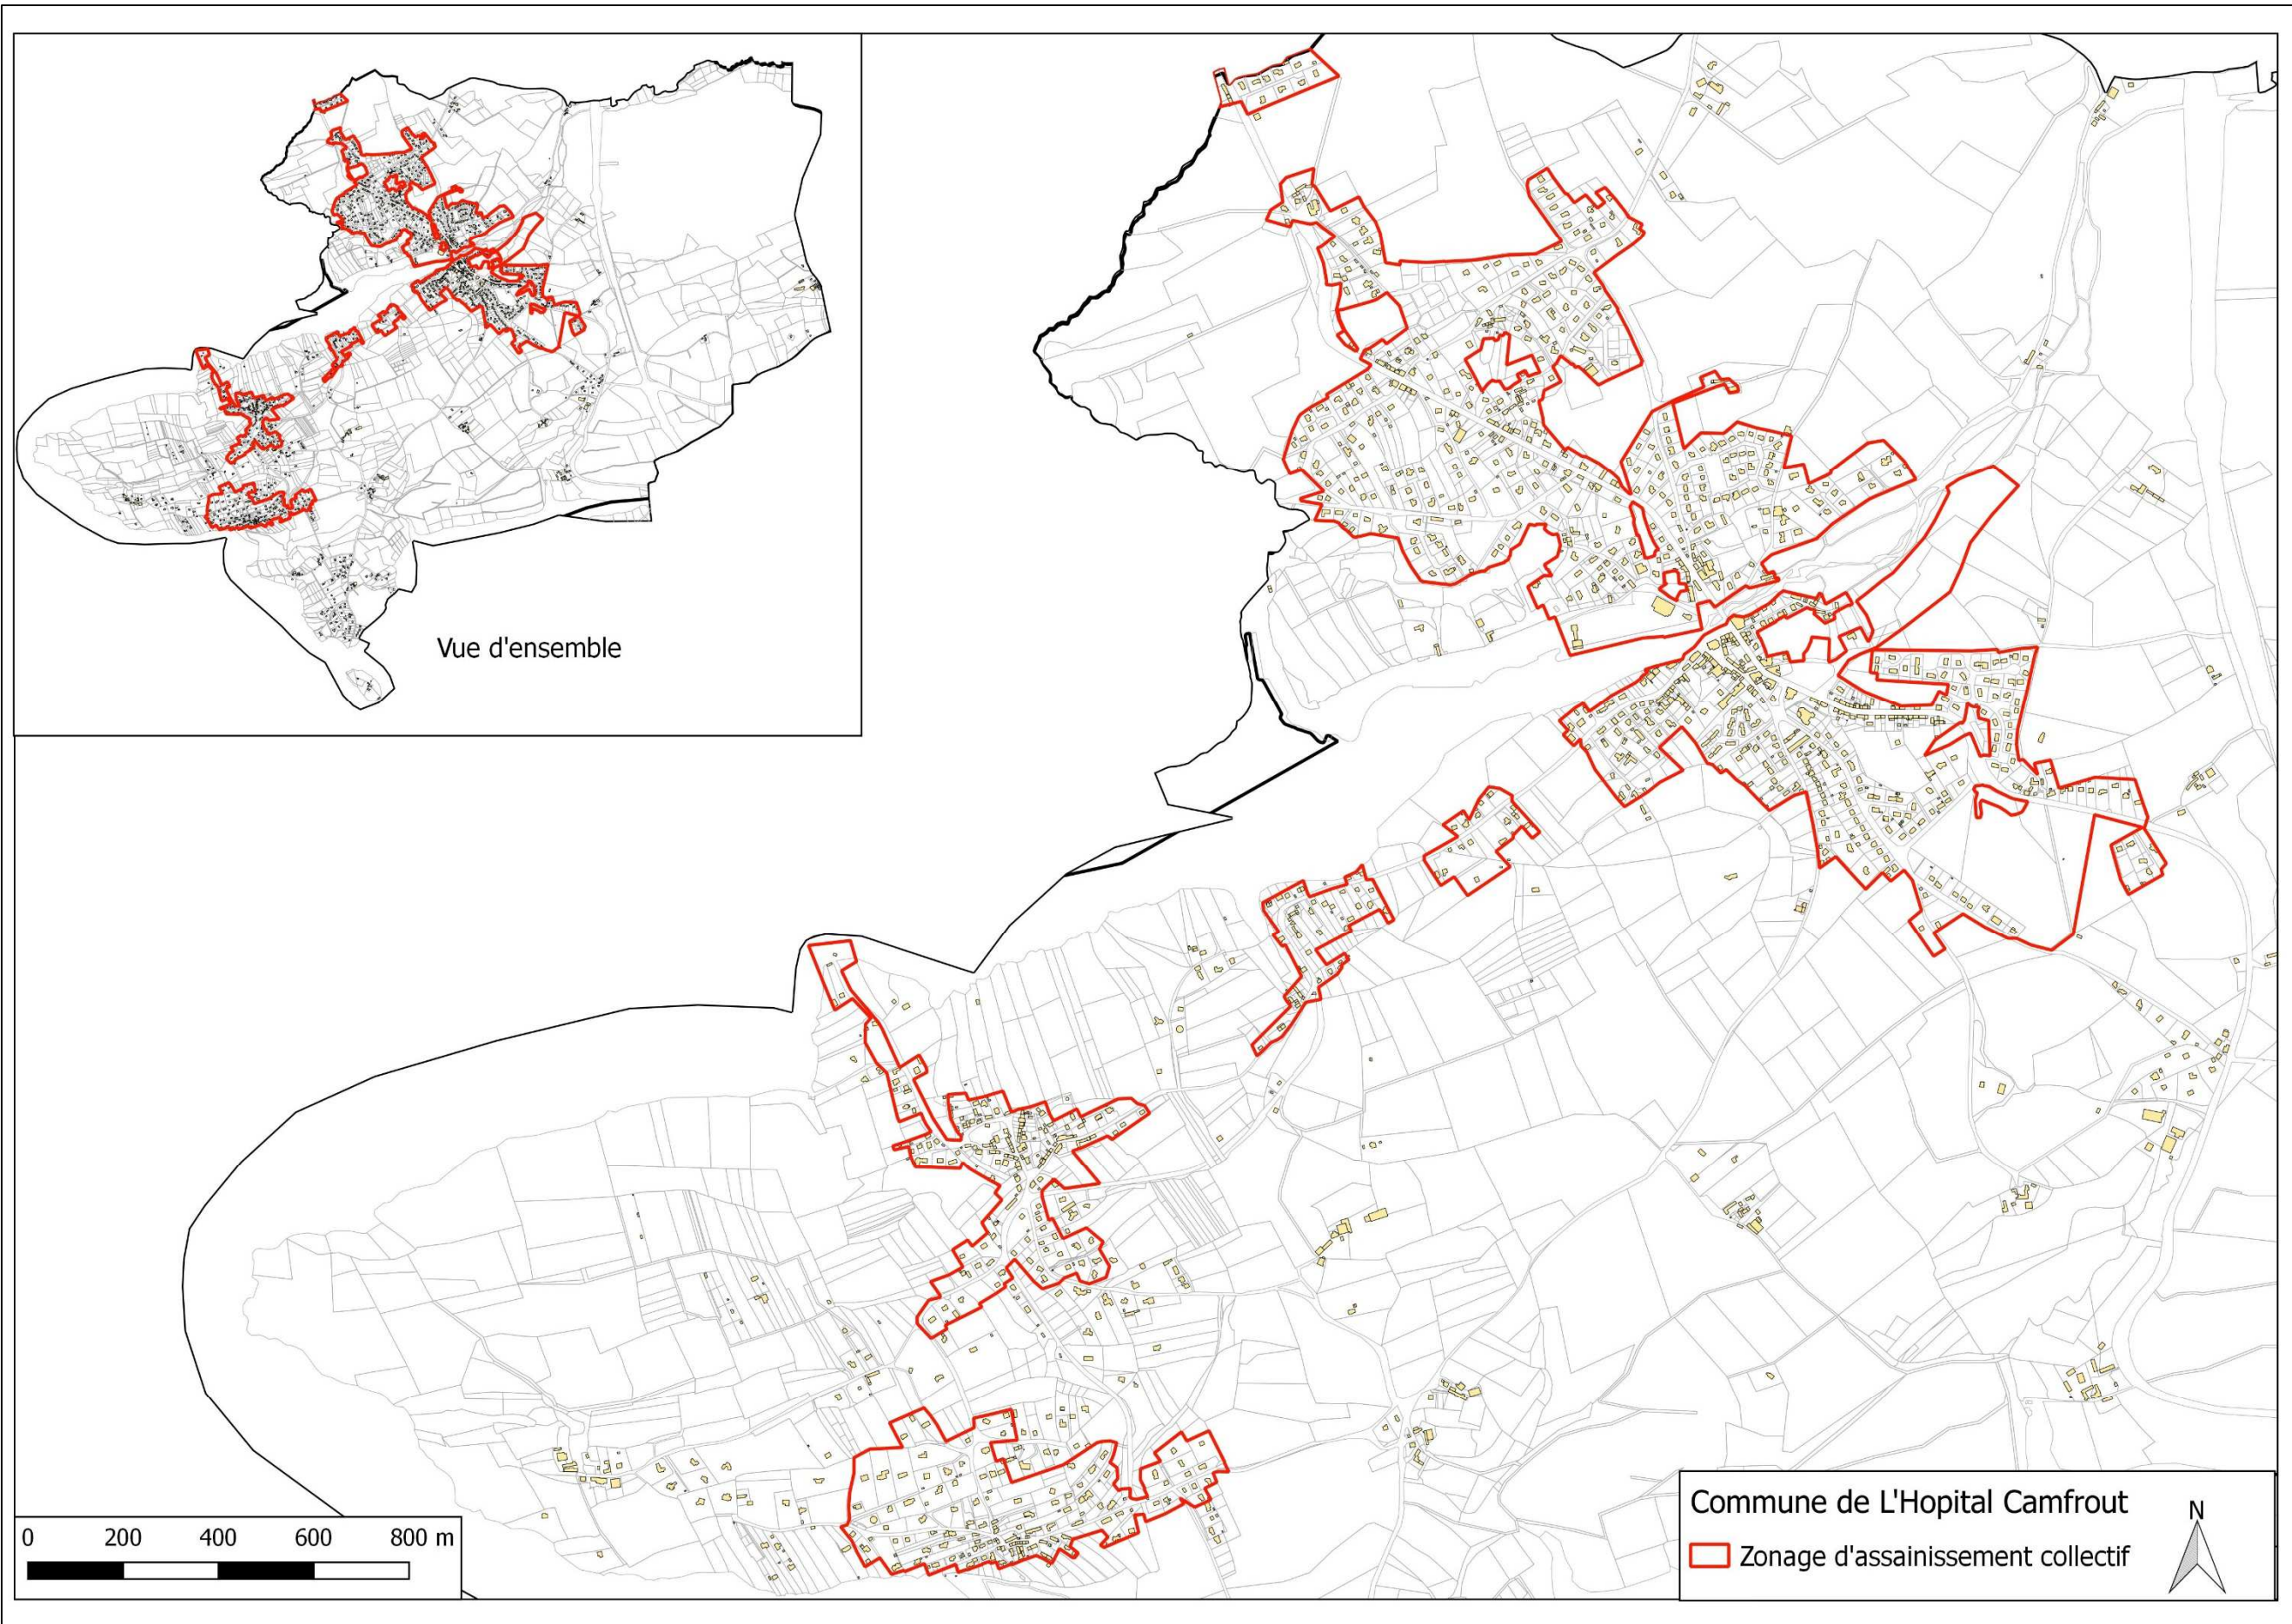 Vue d'ensemble
0 200 400 600 800 m
Commune de L'Hopital Camfrout
Zonage d'assainissement collectif
N